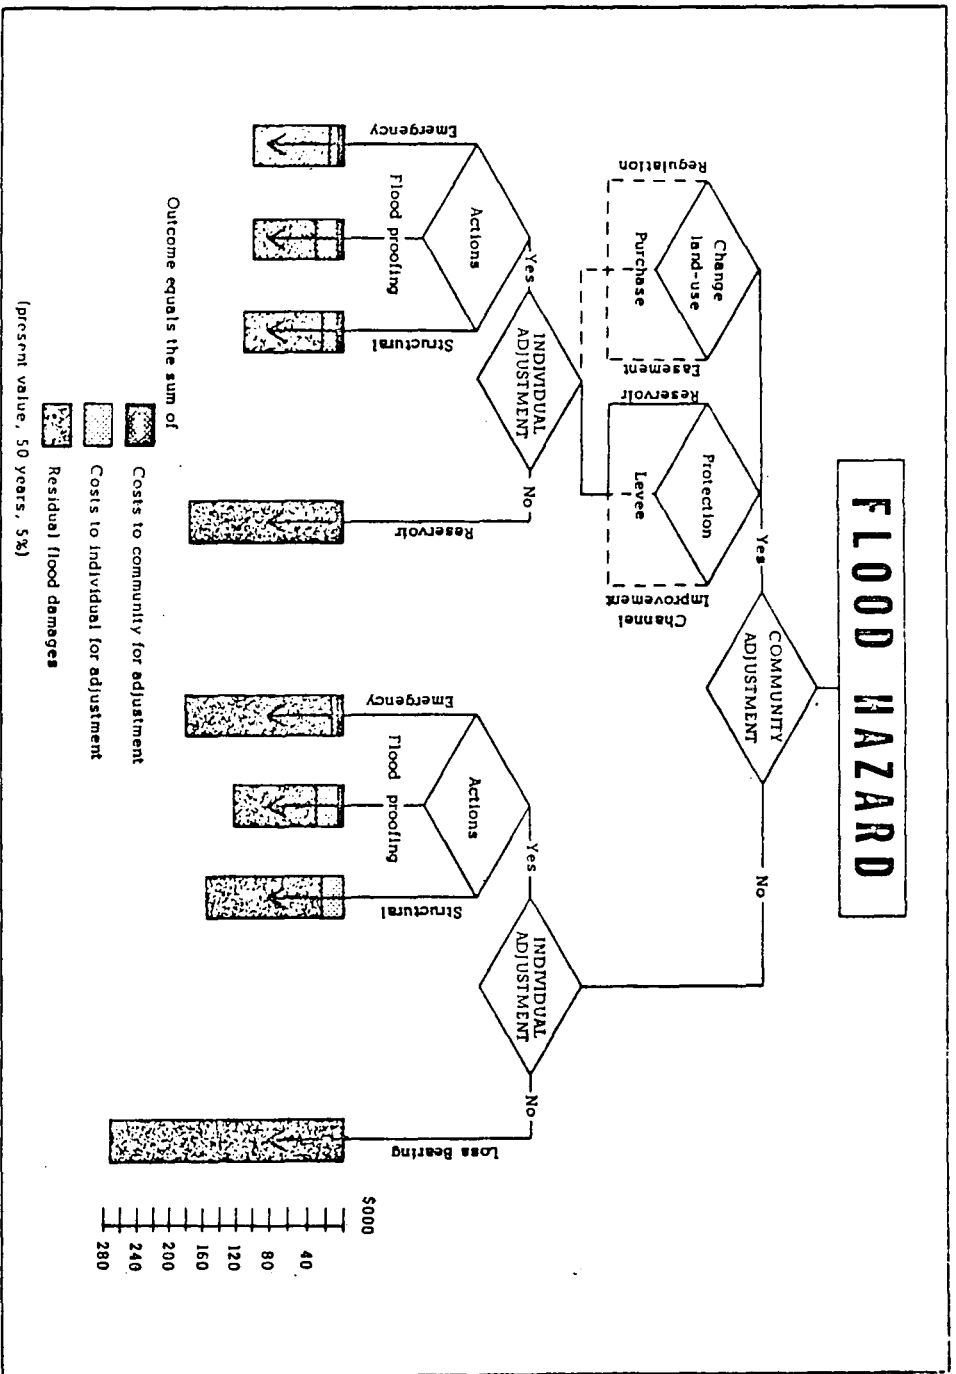 FLOOD HAZARD
COMMUNITY
ADJUSTMENT
Yes
No
Change
land-use
Regulation
Purchase
Easement
Protection
Reservoir
Levee
Channel
Improvement
INDIVIDUAL
ADJUSTMENT
Yes
No
Actions
Emergency
Flood proofing
Structural
Reservoir
INDIVIDUAL
ADJUSTMENT
Yes
No
Actions
Emergency
Flood proofing
Structural
Loss Bearing
$000
40
80
120
160
200
240
280
Outcome equals the sum of
Costs to community for adjustment
Costs to individual for adjustment
Residual flood damages
(present value, 50 years, 5%)